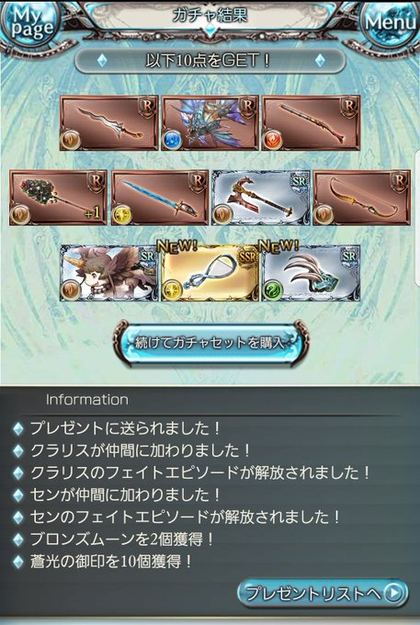 My page
ガチャ結果
Menu
以下10点をGET！
R
R
R
R
+1
R
SR
R
SR
NEW!
SSR
NEW!
SR
続けてガチャセットを購入
Information
プレゼントに送られました！
クラリスが仲間に加わりました！
クラリスのフェイトエピソードが解放されました！
センが仲間に加わりました！
センのフェイトエピソードが解放されました！
ブロンズムーンを2個獲得！
蒼光の御印を10個獲得！
プレゼントリストへ